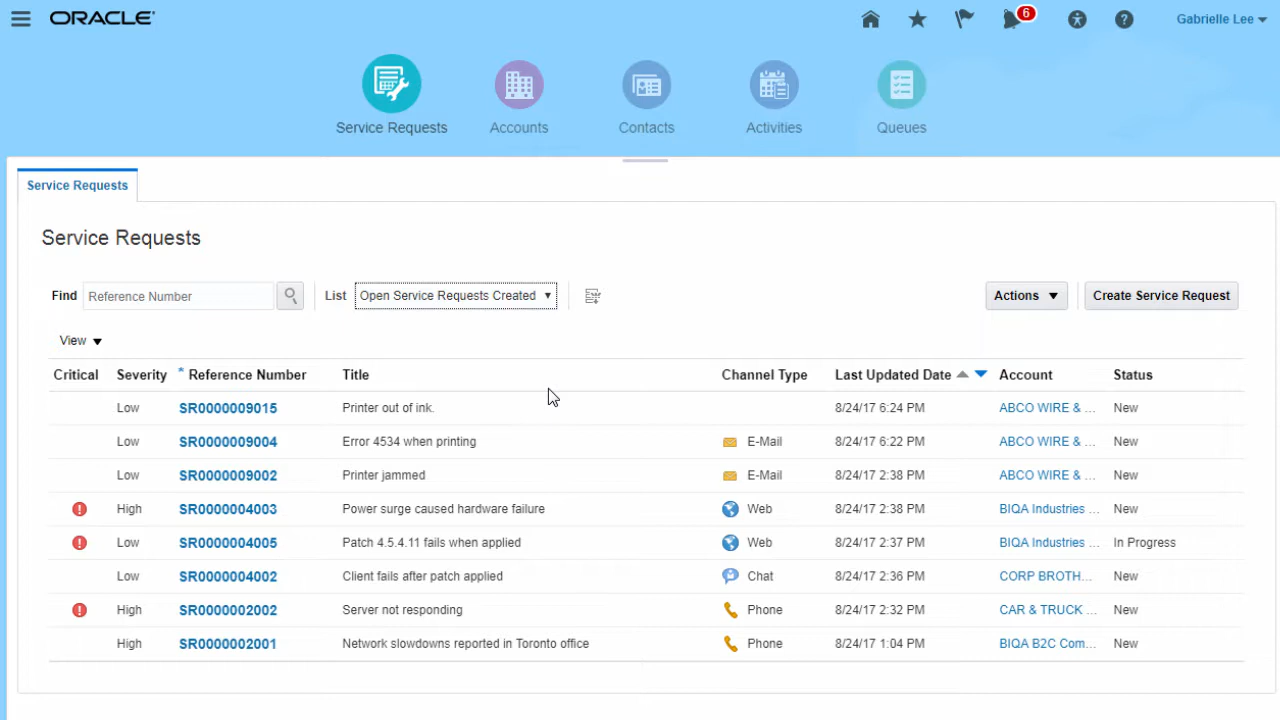 ORACLE
6
Gabrielle Lee
Service Requests
Accounts
Contacts
Activities
Queues
Service Requests
Service Requests
Find Reference Number List Open Service Requests Created Actions Create Service Request
View
Critical Severity * Reference Number Title Channel Type Last Updated Date Account Status
Low SR0000009015 Printer out of ink. 8/24/17 6:24 PM ABCO WIRE & ... New
Low SR0000009004 Error 4534 when printing E-Mail 8/24/17 6:22 PM ABCO WIRE & ... New
Low SR0000009002 Printer jammed E-Mail 8/24/17 2:38 PM ABCO WIRE & ... New
High SR0000004003 Power surge caused hardware failure Web 8/24/17 2:38 PM BIQA Industries ... New
Low SR0000004005 Patch 4.5.4.11 fails when applied Web 8/24/17 2:37 PM BIQA Industries ... In Progress
Low SR0000004002 Client fails after patch applied Chat 8/24/17 2:36 PM CORP BROTH... New
High SR0000002002 Server not responding Phone 8/24/17 2:32 PM CAR & TRUCK ... New
High SR0000002001 Network slowdowns reported in Toronto office Phone 8/24/17 1:04 PM BIQA B2C Com... New